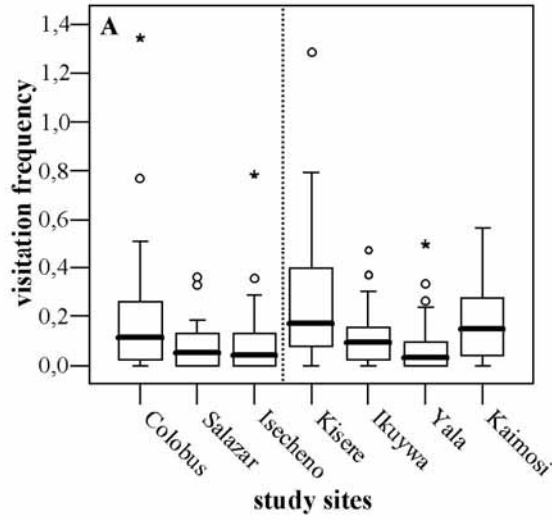 A
1,4
1,2
1,0
0,8
0,6
0,4
0,2
0,0
visitation frequency
Colobus
Salazar
Isecheno
Kisere
Ikuywa
Yala
Kaimosi
study sites